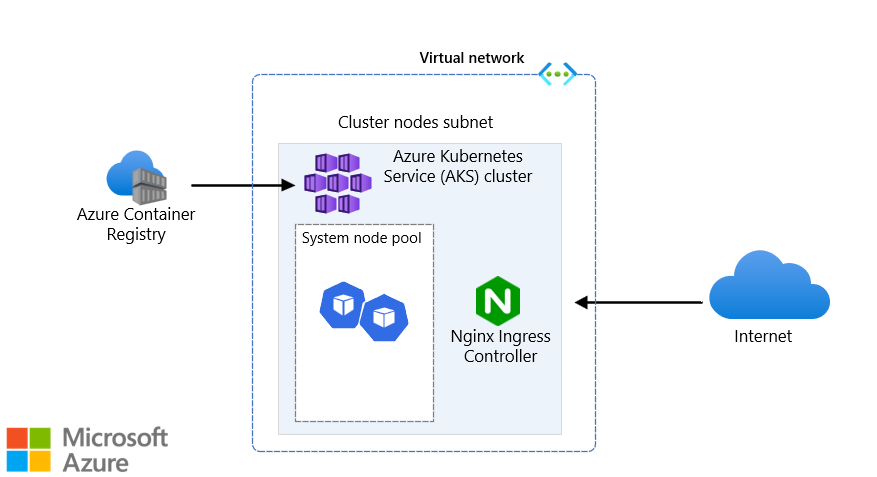 Virtual network
Cluster nodes subnet
Azure Kubernetes
Service (AKS) cluster
Azure Container
Registry
System node pool
N
Nginx Ingress
Controller
Internet
Microsoft
Azure